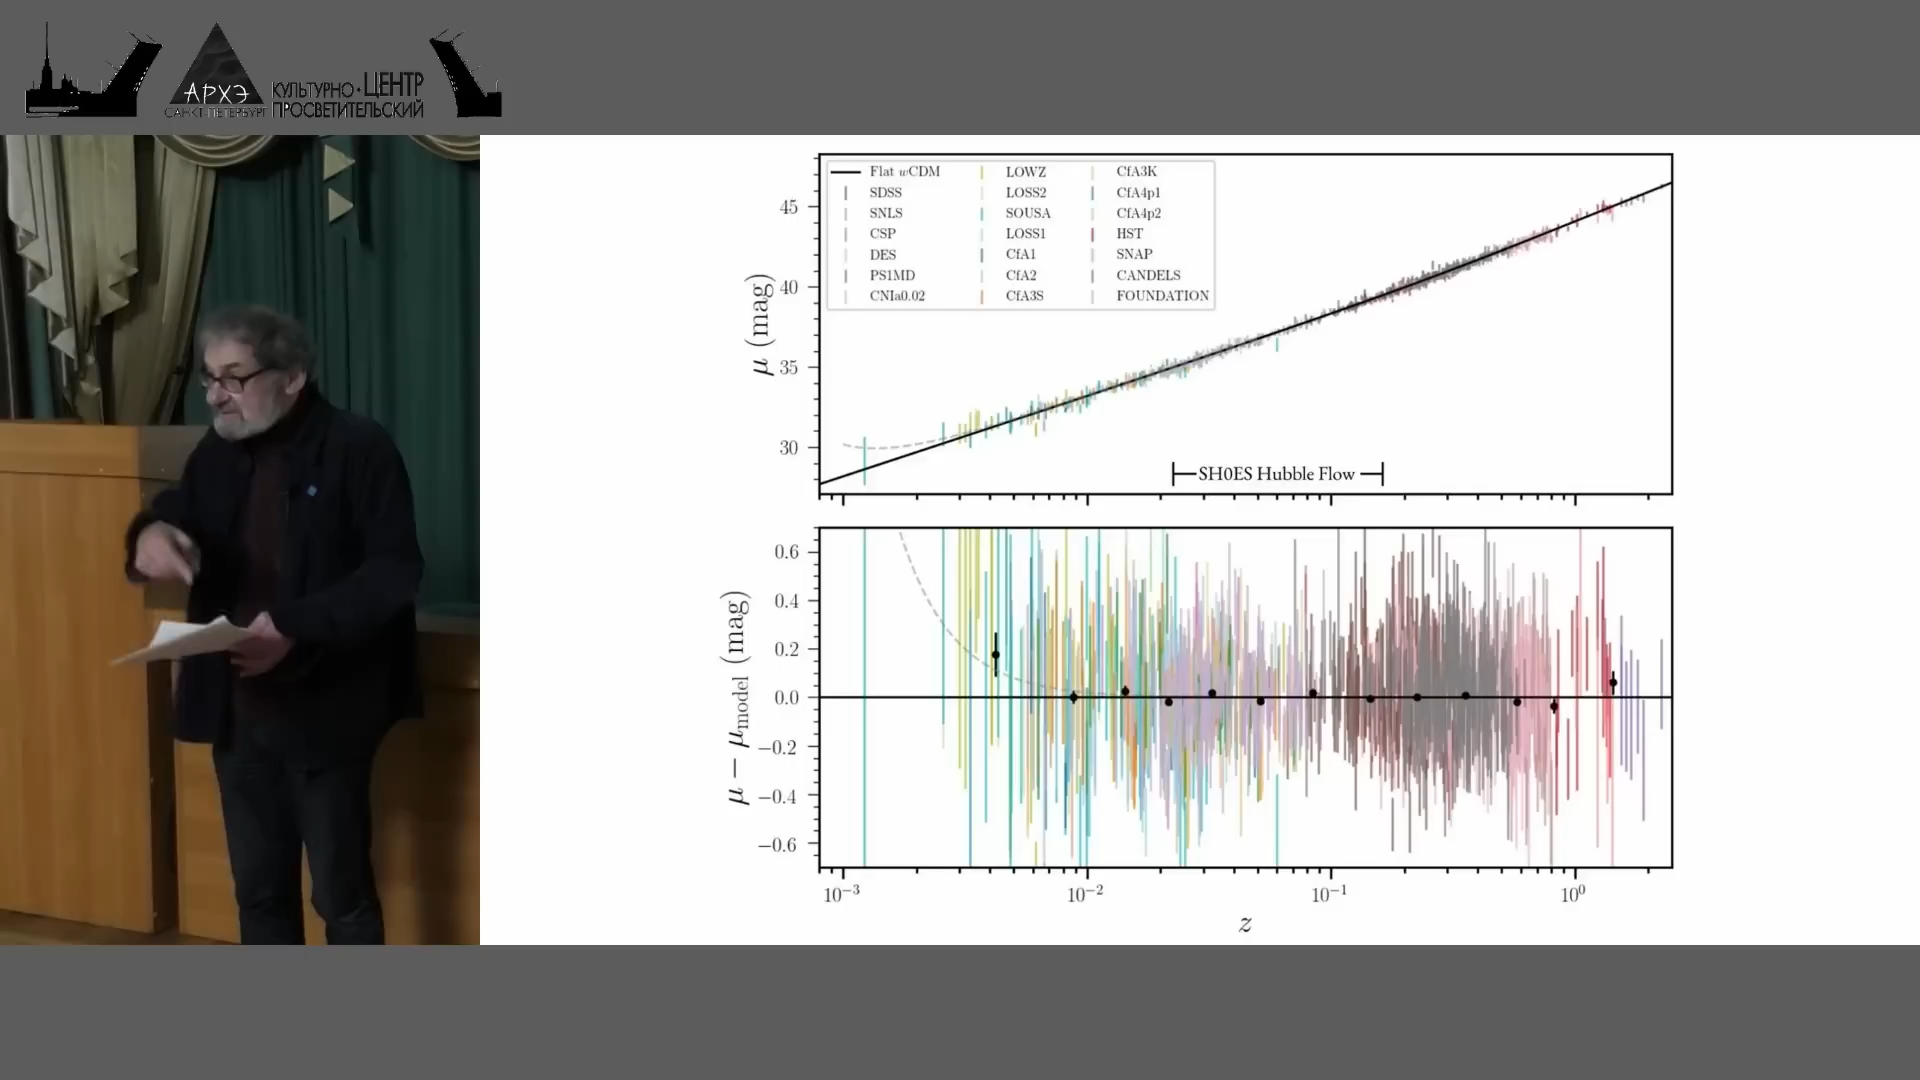 АРХЭ
САНКТ-ПЕТЕРБУРГ
КУЛЬТУРНО-ЦЕНТР
ПРОСВЕТИТЕЛЬСКИЙ
Flat wCDM
SDSS
SNLS
CSP
DES
PS1MD
CNIa0.02
LOWZ
LOSS2
SOUSA
LOSS1
CfA1
CfA2
CfA3S
CfA3K
CfA4p1
CfA4p2
HST
SNAP
CANDELS
FOUNDATION
45
40
35
30
μ (mag)
SH0ES Hubble Flow
0.6
0.4
0.2
0.0
−0.2
−0.4
−0.6
μ − μmodel (mag)
10⁻³ 10⁻² 10⁻¹ 10⁰
z